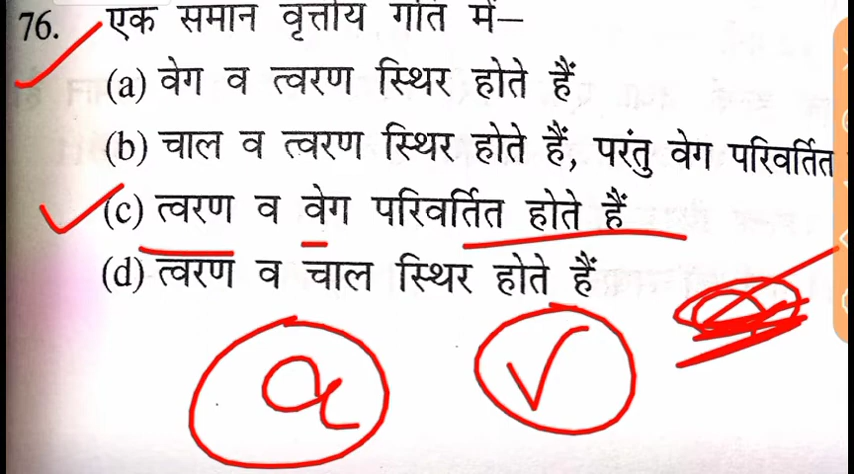 76. एक समान वृत्तीय गति में–
(a) वेग व त्वरण स्थिर होते हैं
(b) चाल व त्वरण स्थिर होते हैं, परंतु वेग परिवर्तित
(c) त्वरण व वेग परिवर्तित होते हैं
(d) त्वरण व चाल स्थिर होते हैं
a v